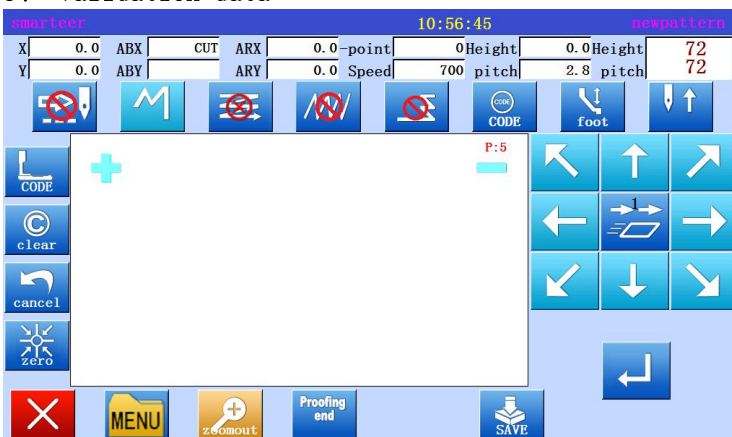 smarteer 10:56:45 newpattern
X 0.0 ABX CUT ARX 0.0 -point 0 Height 0.0 Height 72
Y 0.0 ABY ARY 0.0 Speed 700 pitch 2.8 pitch 72
CODE
CODE foot
P:5
CODE
1
clear
cancel
zero
MENU
zoomout
Proofing
end
SAVE